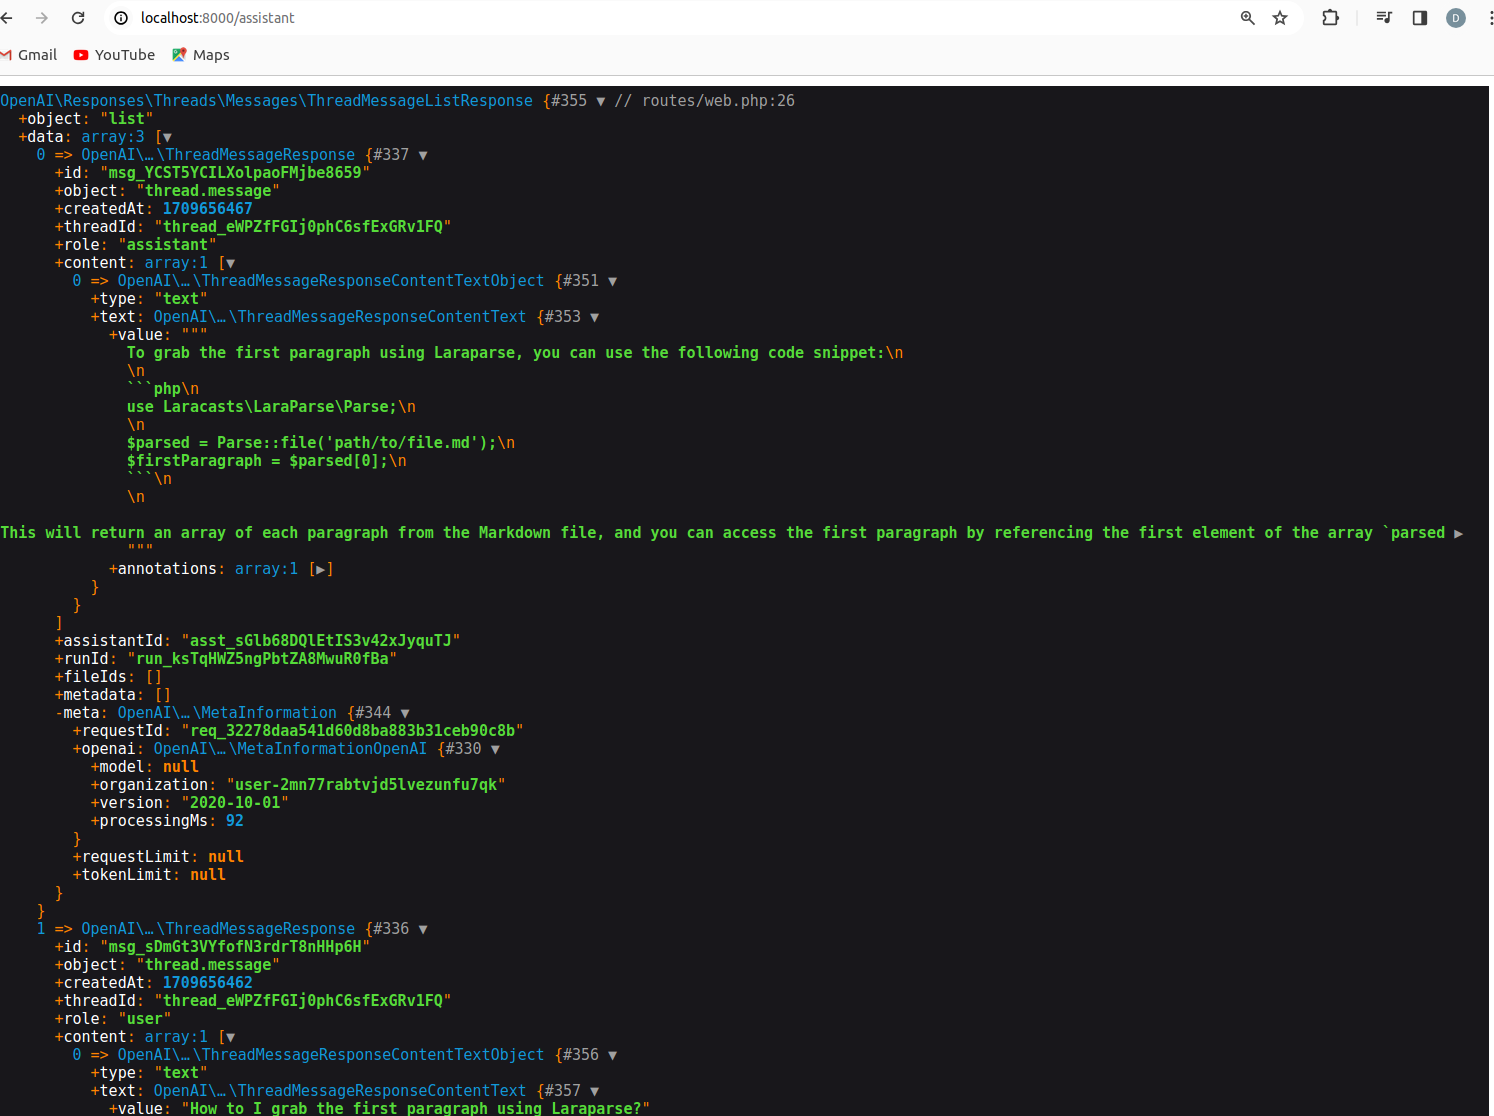 localhost:8000/assistant
D
Gmail YouTube Maps
OpenAI\Responses\Threads\Messages\ThreadMessageListResponse {#355 ▼ // routes/web.php:26
+object: "list"
+data: array:3 [▼
0 => OpenAI\…\ThreadMessageResponse {#337 ▼
+id: "msg_YCST5YCILXolpaoFMjbe8659"
+object: "thread.message"
+createdAt: 1709656467
+threadId: "thread_eWPZfFGIj0phC6sfExGRv1FQ"
+role: "assistant"
+content: array:1 [▼
0 => OpenAI\…\ThreadMessageResponseContentTextObject {#351 ▼
+type: "text"
+text: OpenAI\…\ThreadMessageResponseContentText {#353 ▼
+value: """
To grab the first paragraph using Laraparse, you can use the following code snippet:\n
\n
```php\n
use Laracasts\LaraParse\Parse;\n
\n
$parsed = Parse::file('path/to/file.md');\n
$firstParagraph = $parsed[0];\n
```\n
\n
This will return an array of each paragraph from the Markdown file, and you can access the first paragraph by referencing the first element of the array `parsed ▶
"""
+annotations: array:1 [▶]
}
}
]
+assistantId: "asst_sGlb68DQlEtIS3v42xJyquTJ"
+runId: "run_ksTqHWZ5ngPbtZA8MwuR0fBa"
+fileIds: []
+metadata: []
-meta: OpenAI\…\MetaInformation {#344 ▼
+requestId: "req_32278daa541d60d8ba883b31ceb90c8b"
+openai: OpenAI\…\MetaInformationOpenAI {#330 ▼
+model: null
+organization: "user-2mn77rabtvjd5lvezunfu7qk"
+version: "2020-10-01"
+processingMs: 92
}
+requestLimit: null
+tokenLimit: null
}
}
1 => OpenAI\…\ThreadMessageResponse {#336 ▼
+id: "msg_sDmGt3VYfofN3rdrT8nHHp6H"
+object: "thread.message"
+createdAt: 1709656462
+threadId: "thread_eWPZfFGIj0phC6sfExGRv1FQ"
+role: "user"
+content: array:1 [▼
0 => OpenAI\…\ThreadMessageResponseContentTextObject {#356 ▼
+type: "text"
+text: OpenAI\…\ThreadMessageResponseContentText {#357 ▼
+value: "How to I grab the first paragraph using Laraparse?"